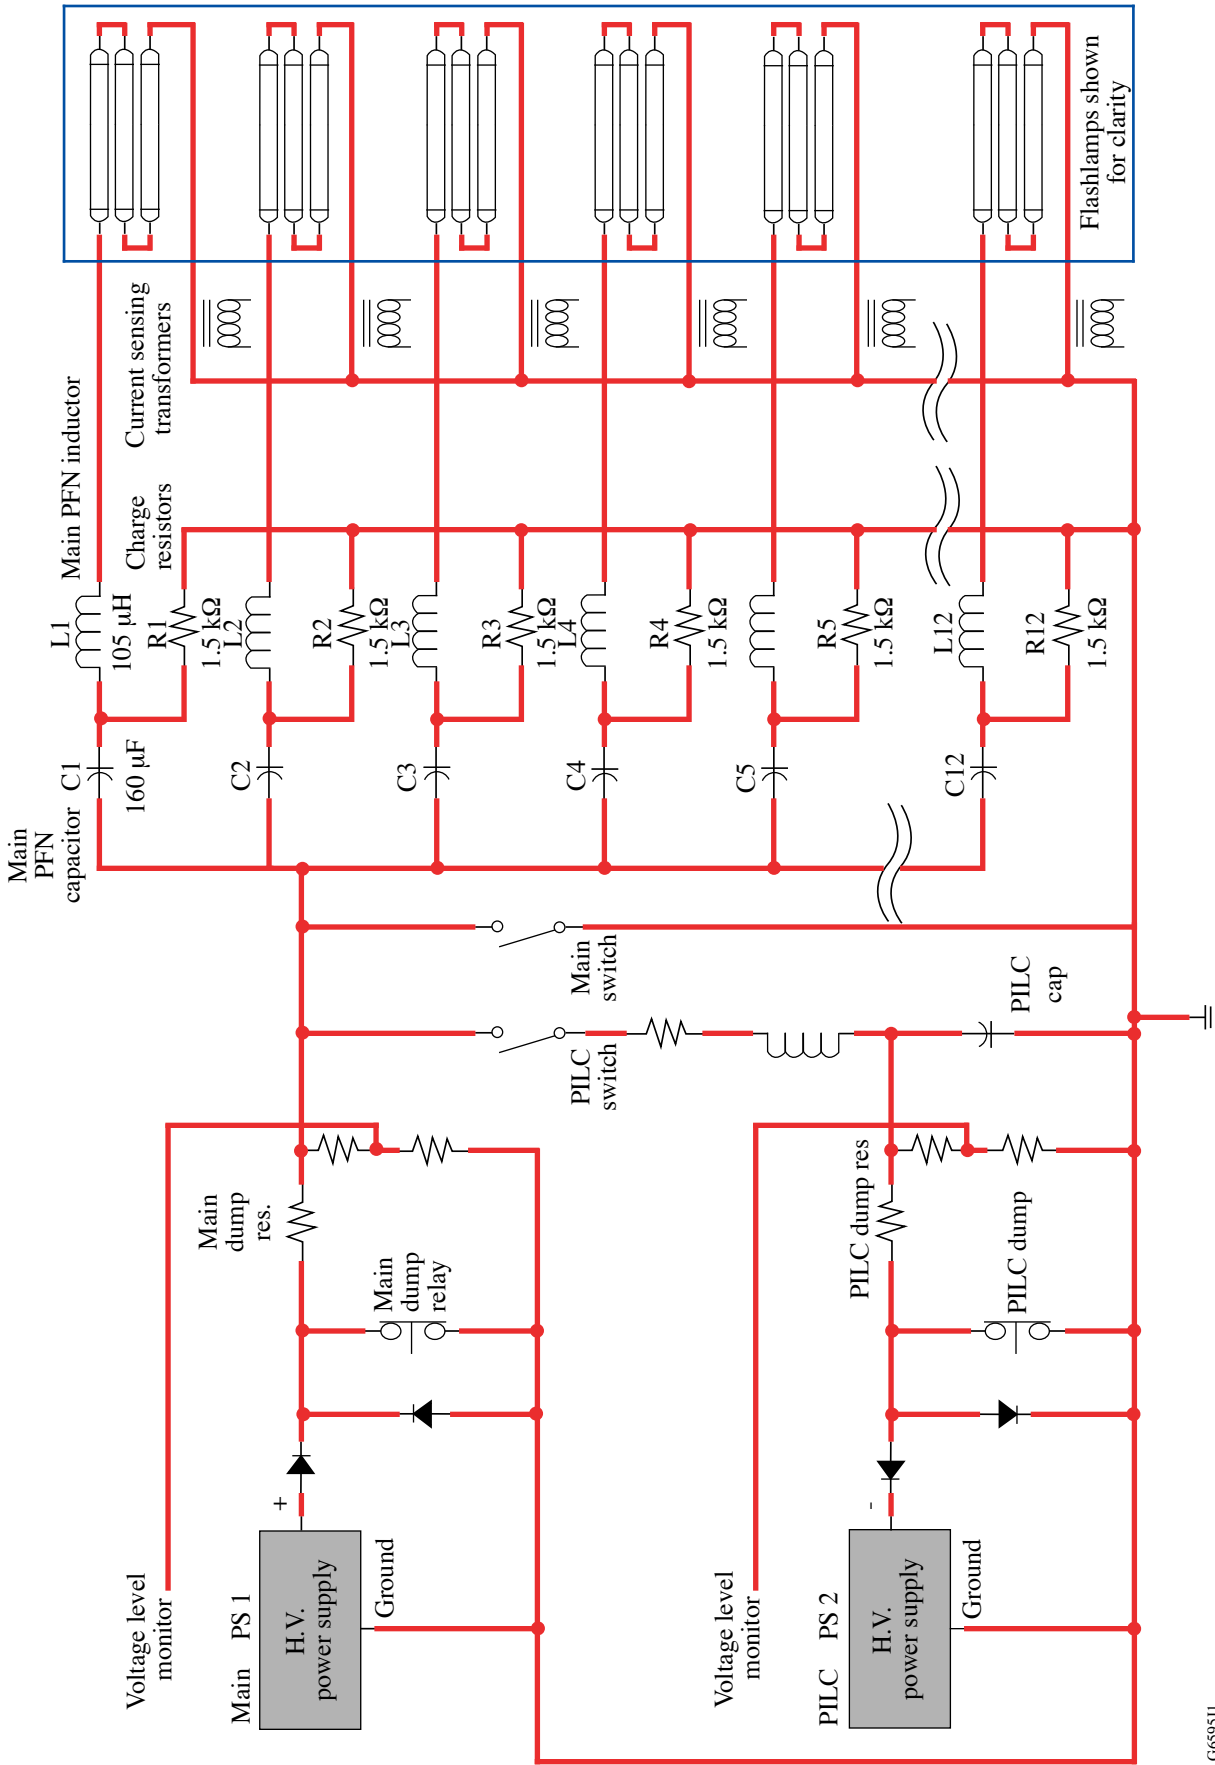 Flashlamps shown
for clarity
Current sensing
transformers
Main PFN inductor
Charge
resistors
L1
105 μH
R1
1.5 kΩ
L2
R2
1.5 kΩ
L3
R3
1.5 kΩ
L4
R4
1.5 kΩ
R5
1.5 kΩ
L12
R12
1.5 kΩ
Main
PFN
capacitor
C1
160 μF
C2
C3
C4
C5
C12
Main
switch
PILC
switch
PILC
cap
Main
dump
res.
Main
dump
relay
PILC dump res
PILC dump
+
-
Voltage level
monitor
Main PS 1
H.V.
power supply
Ground
Voltage level
monitor
PILC PS 2
H.V.
power supply
Ground
G6595J1